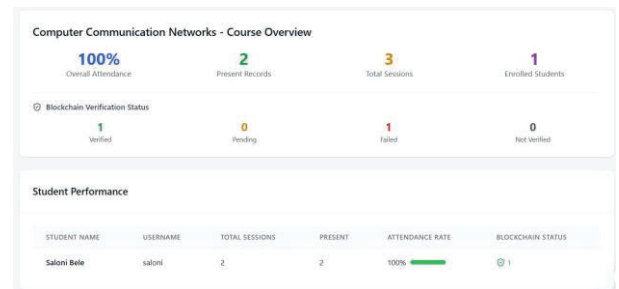 Computer Communication Networks - Course Overview
100% 2 3 1
Overall Attendance Present Records Total Sessions Enrolled Students
Blockchain Verification Status
1 0 1 0
Verified Pending Failed Not Verified
Student Performance
STUDENT NAME USERNAME TOTAL SESSIONS PRESENT ATTENDANCE RATE BLOCKCHAIN STATUS
Saloni Bele saloni 2 2 100% 1